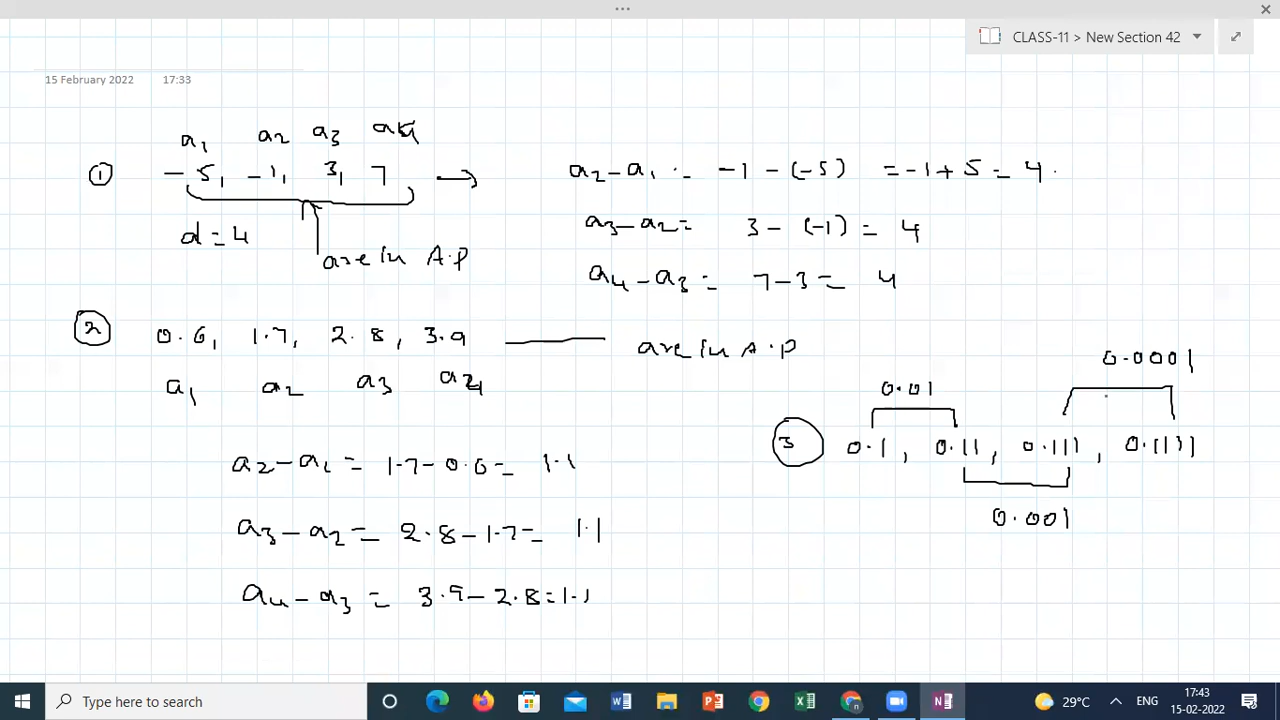 CLASS-11 > New Section 42
15 February 2022 17:33
a1 a2 a3 a4
① -5, -1, 3, 7 → a2-a1 = -1-(-5) =-1+5=4.
d=4 a3-a2= 3-(-1)= 4
are in A.P
a4-a3= 7-3= 4
② 0.6, 1.7, 2.8, 3.9 — are in A.P
a1 a2 a3 a4
0.0001
0.01
③ 0.1, 0.11, 0.111, 0.1111
a2-a1= 1.7-0.6= 1.1
0.001
a3-a2= 2.8-1.7= 1.1
a4-a3= 3.9-2.8=1.1
Type here to search
29°C ENG 17:43
15-02-2022